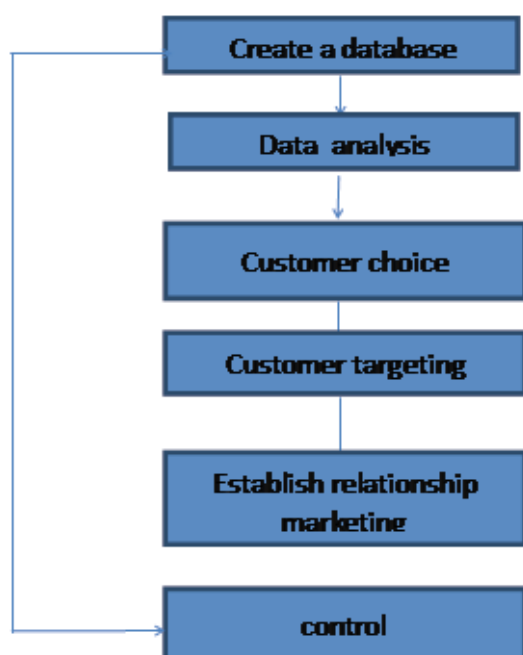 Create a database
Data analysis
Customer choice
Customer targeting
Establish relationship
marketing
control